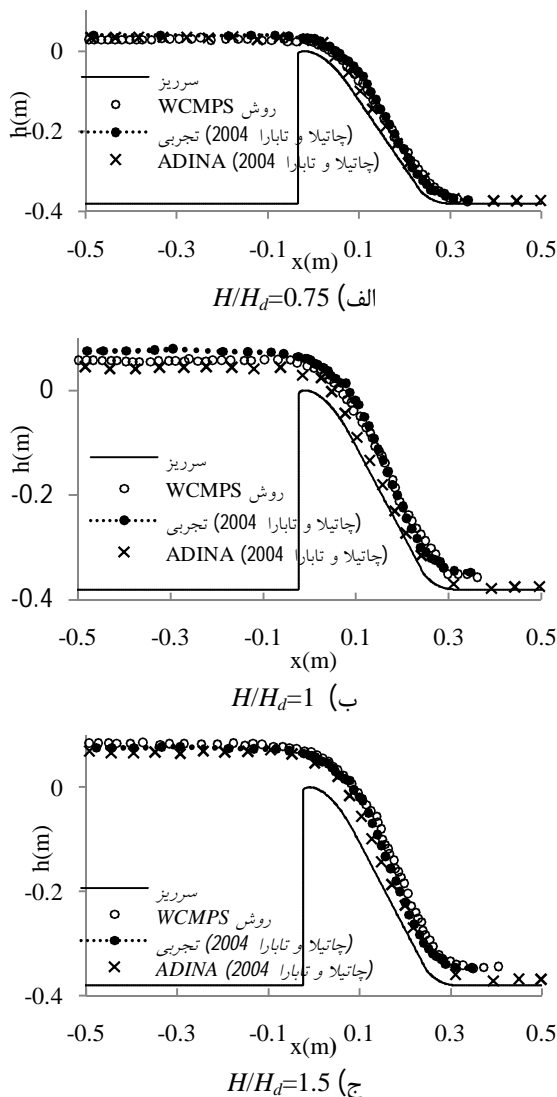 0
-0.2
-0.4
h(m)
سرریز
روش WCMPS
تجربی (چاتیلا و تابارا 2004)
ADINA (چاتیلا و تابارا 2004)
-0.5 -0.3 -0.1 0.1 0.3 0.5
x(m)
الف) H/Hd=0.75
0
-0.2
-0.4
h(m)
سرریز
روش WCMPS
تجربی (چاتیلا و تابارا 2004)
ADINA (چاتیلا و تابارا 2004)
-0.5 -0.3 -0.1 0.1 0.3 0.5
x(m)
ب) H/Hd=1
0
-0.2
-0.4
h(m)
سرریز
روش WCMPS
تجربی (چاتیلا و تابارا 2004)
ADINA (چاتیلا و تابارا 2004)
-0.5 -0.3 -0.1 0.1 0.3 0.5
x(m)
ج) H/Hd=1.5